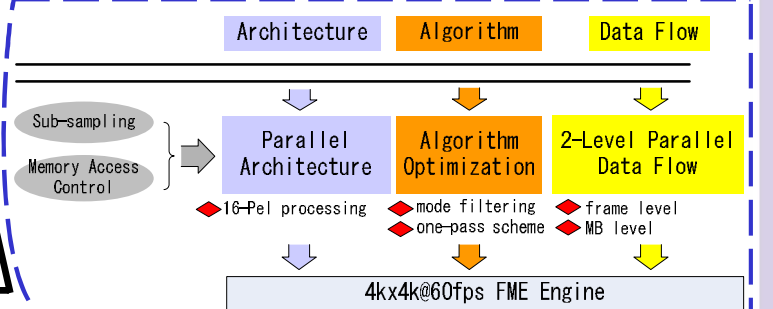 Architecture
Algorithm
Data Flow
Sub-sampling
Memory Access
Control
Parallel
Architecture
Algorithm
Optimization
2-Level Parallel
Data Flow
16-Pel processing
mode filtering
one-pass scheme
frame level
MB level
4kx4k@60fps FME Engine